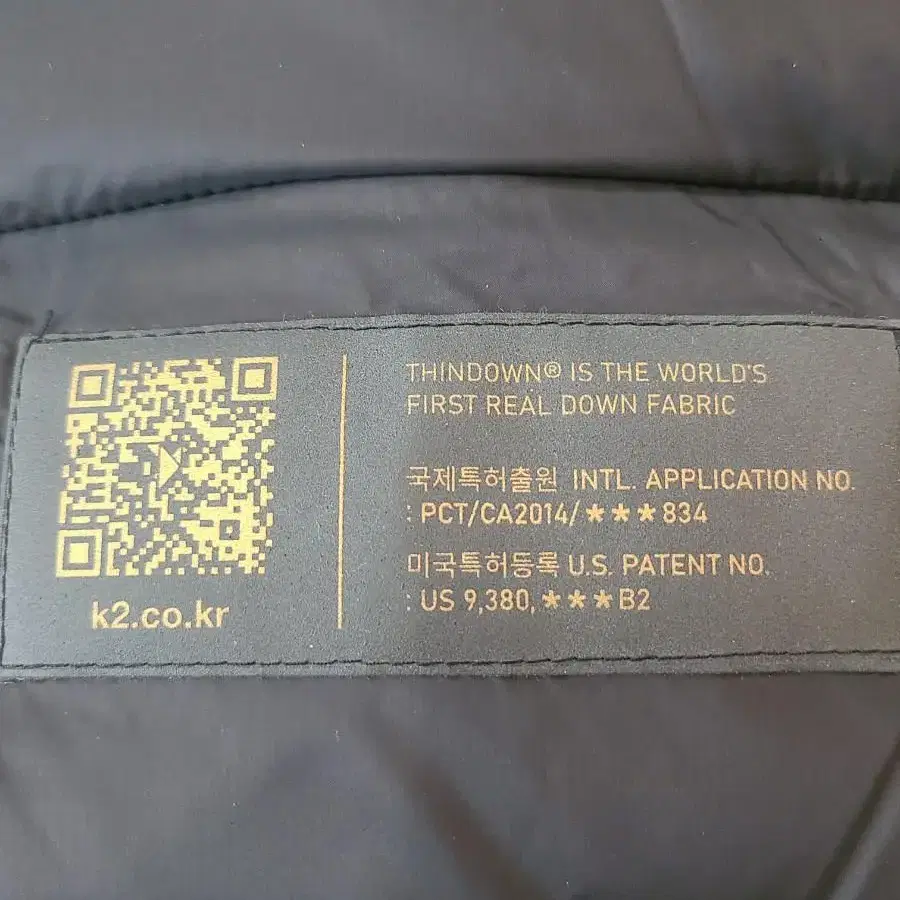 k2.co.kr
THINDOWN® IS THE WORLD'S
FIRST REAL DOWN FABRIC
국제특허출원 INTL. APPLICATION NO.
: PCT/CA2014/★★★834
미국특허등록 U.S. PATENT NO.
: US 9,380,★★★B2